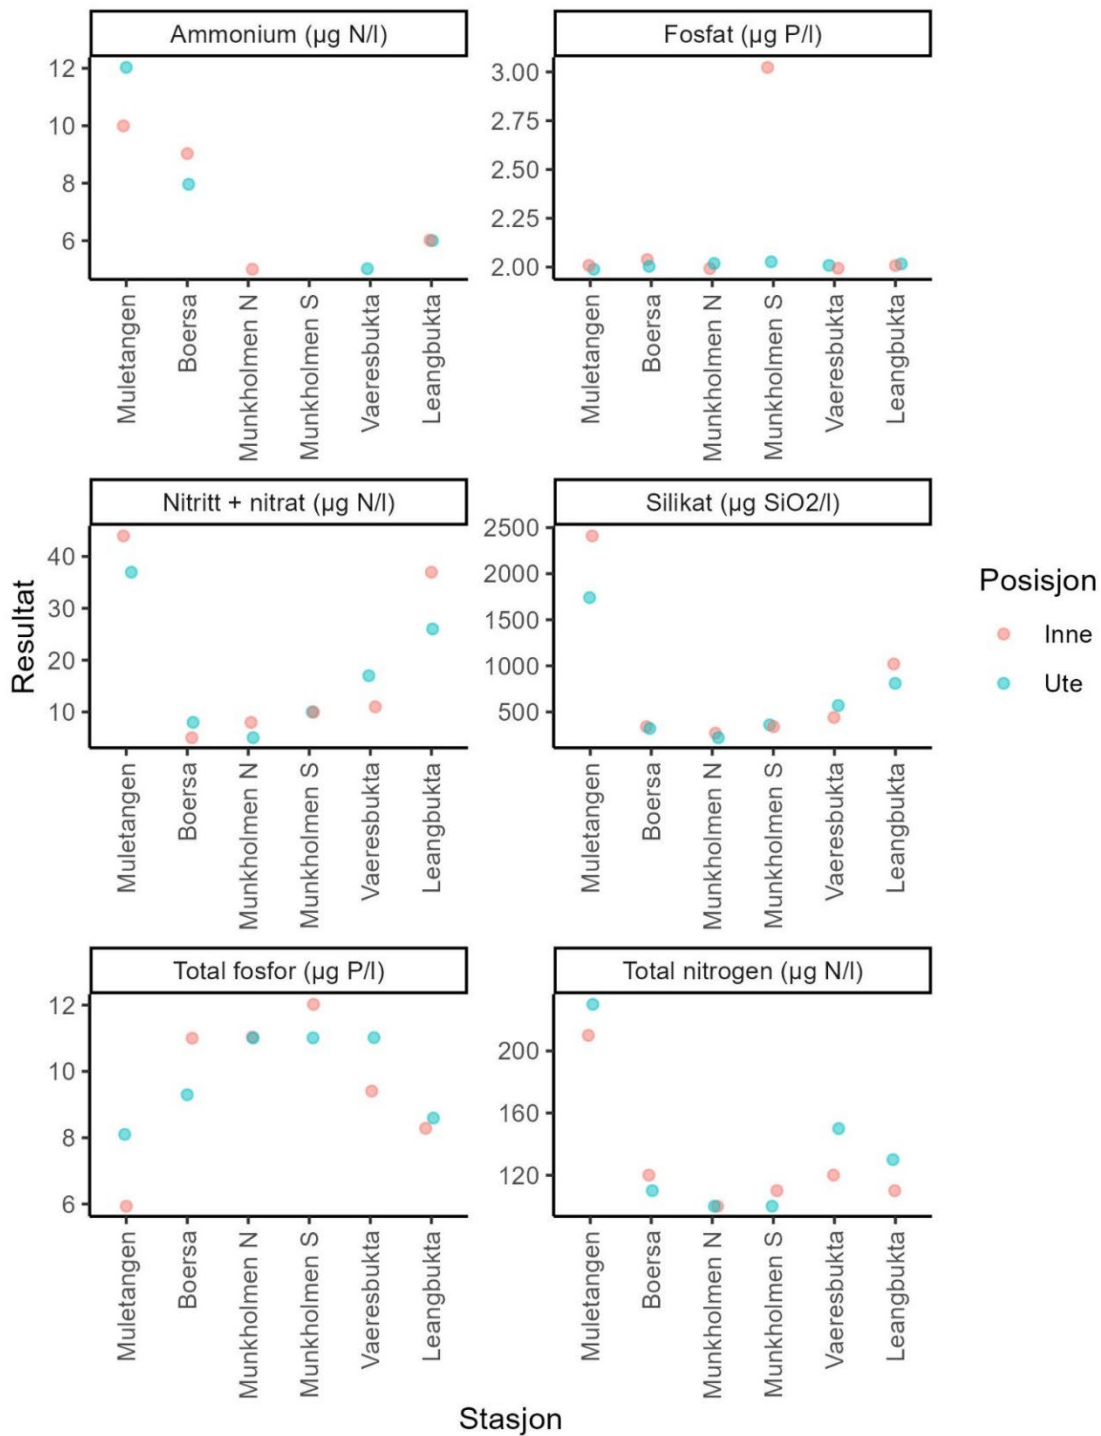 Ammonium (µg N/l)
12
10
8
6
Muletangen
Boersa
Munkholmen N
Munkholmen S
Vaeresbukta
Leangbukta
Fosfat (µg P/l)
3.00
2.75
2.50
2.25
2.00
Muletangen
Boersa
Munkholmen N
Munkholmen S
Vaeresbukta
Leangbukta
Resultat
Nitritt + nitrat (µg N/l)
40
30
20
10
Muletangen
Boersa
Munkholmen N
Munkholmen S
Vaeresbukta
Leangbukta
Silikat (µg SiO2/l)
2500
2000
1500
1000
500
Muletangen
Boersa
Munkholmen N
Munkholmen S
Vaeresbukta
Leangbukta
Posisjon
Inne
Ute
Total fosfor (µg P/l)
12
10
8
6
Muletangen
Boersa
Munkholmen N
Munkholmen S
Vaeresbukta
Leangbukta
Total nitrogen (µg N/l)
200
160
120
Muletangen
Boersa
Munkholmen N
Munkholmen S
Vaeresbukta
Leangbukta
Stasjon